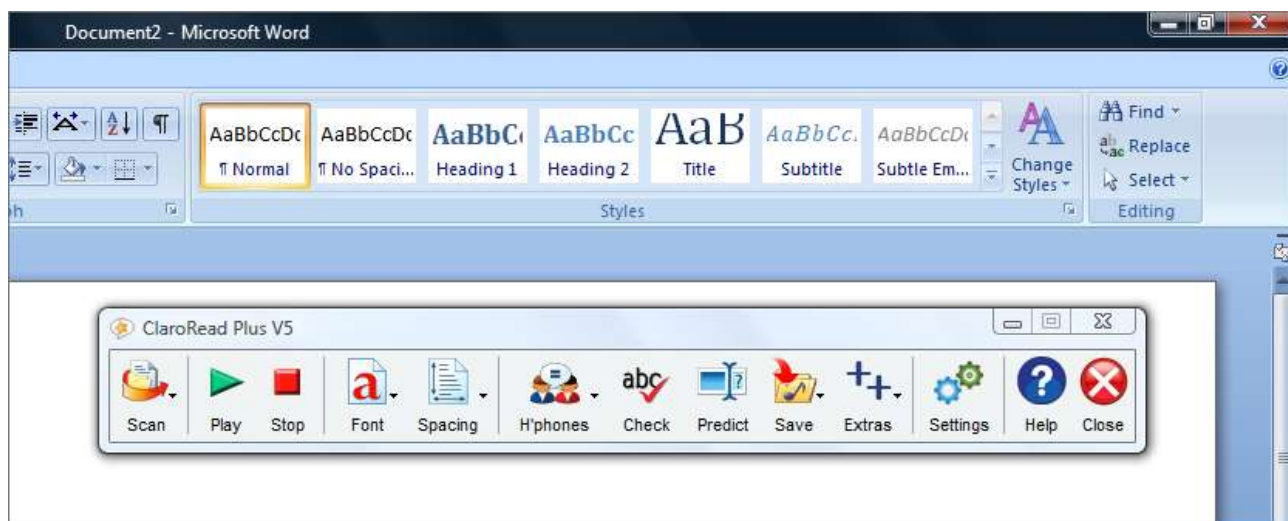 Document2 - Microsoft Word
Find
AaBbCcDc AaBbCcDc AaBbC AaBbCc AaB AaBbCc. AaBbCcDc
Replace
¶ Normal ¶ No Spaci... Heading 1 Heading 2 Title Subtitle Subtle Em... Change Styles
Select
h Styles Editing
ClaroRead Plus V5
Scan Play Stop Font Spacing H'phones Check Predict Save Extras Settings Help Close